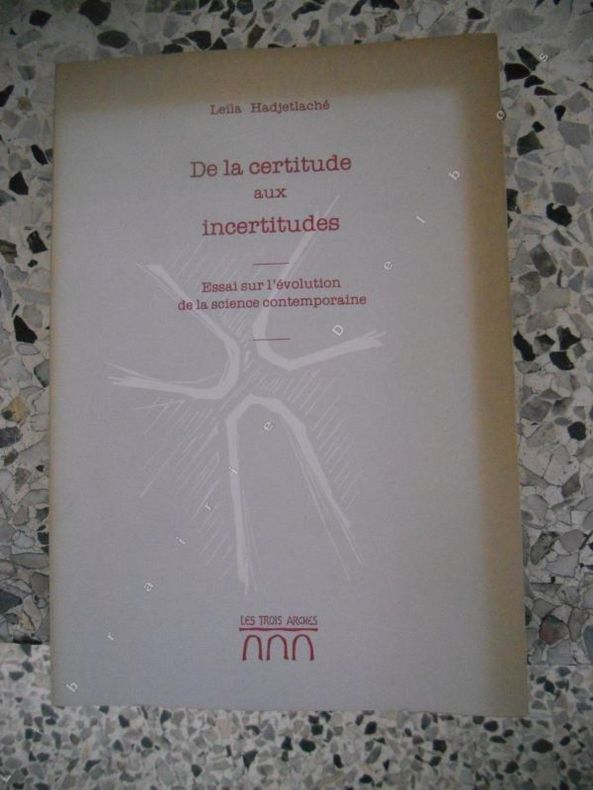 Leila Hadjetlaché
De la certitude
aux
incertitudes
Essai sur l'évolution
de la science contemporaine
LES TROIS ARCHES